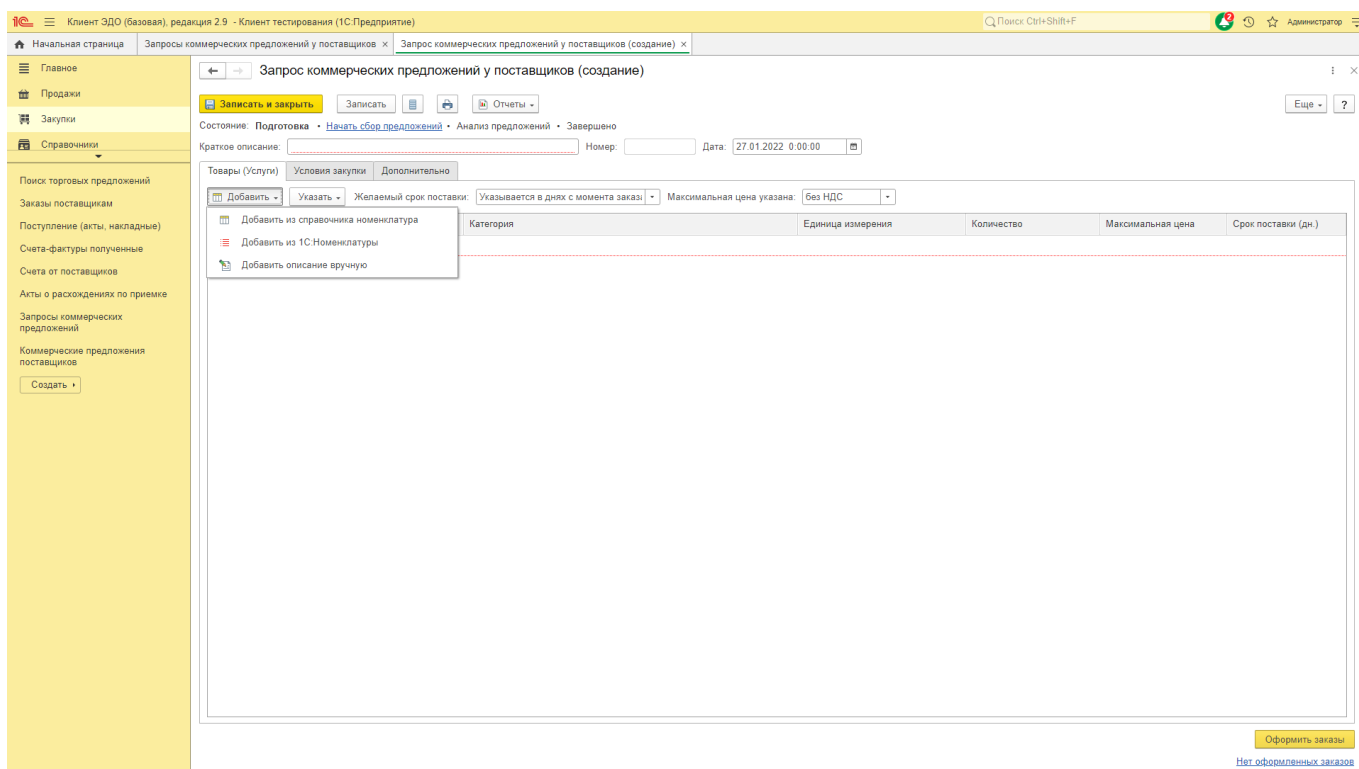 1С Клиент ЭДО (базовая), редакция 2.9 - Клиент тестирования (1С:Предприятие) Поиск Ctrl+Shift+F 2 Администратор
Начальная страница Запросы коммерческих предложений у поставщиков × Запрос коммерческих предложений у поставщиков (создание) ×
Главное
Продажи
Закупки
Справочники
Поиск торговых предложений
Заказы поставщикам
Поступление (акты, накладные)
Счета-фактуры полученные
Счета от поставщиков
Акты о расхождениях по приемке
Запросы коммерческих
предложений
Коммерческие предложения
поставщиков
Создать
Запрос коммерческих предложений у поставщиков (создание)
Записать и закрыть Записать Отчеты Еще ?
Состояние: Подготовка • Начать сбор предложений • Анализ предложений • Завершено
Краткое описание: Номер: Дата: 27.01.2022 0:00:00
Товары (Услуги) Условия закупки Дополнительно
Добавить Указать Желаемый срок поставки: Указывается в днях с момента заказа Максимальная цена указана: без НДС
Категория Единица измерения Количество Максимальная цена Срок поставки (дн.)
Добавить из справочника номенклатура
Добавить из 1С:Номенклатуры
Добавить описание вручную
Оформить заказы
Нет оформленных заказов